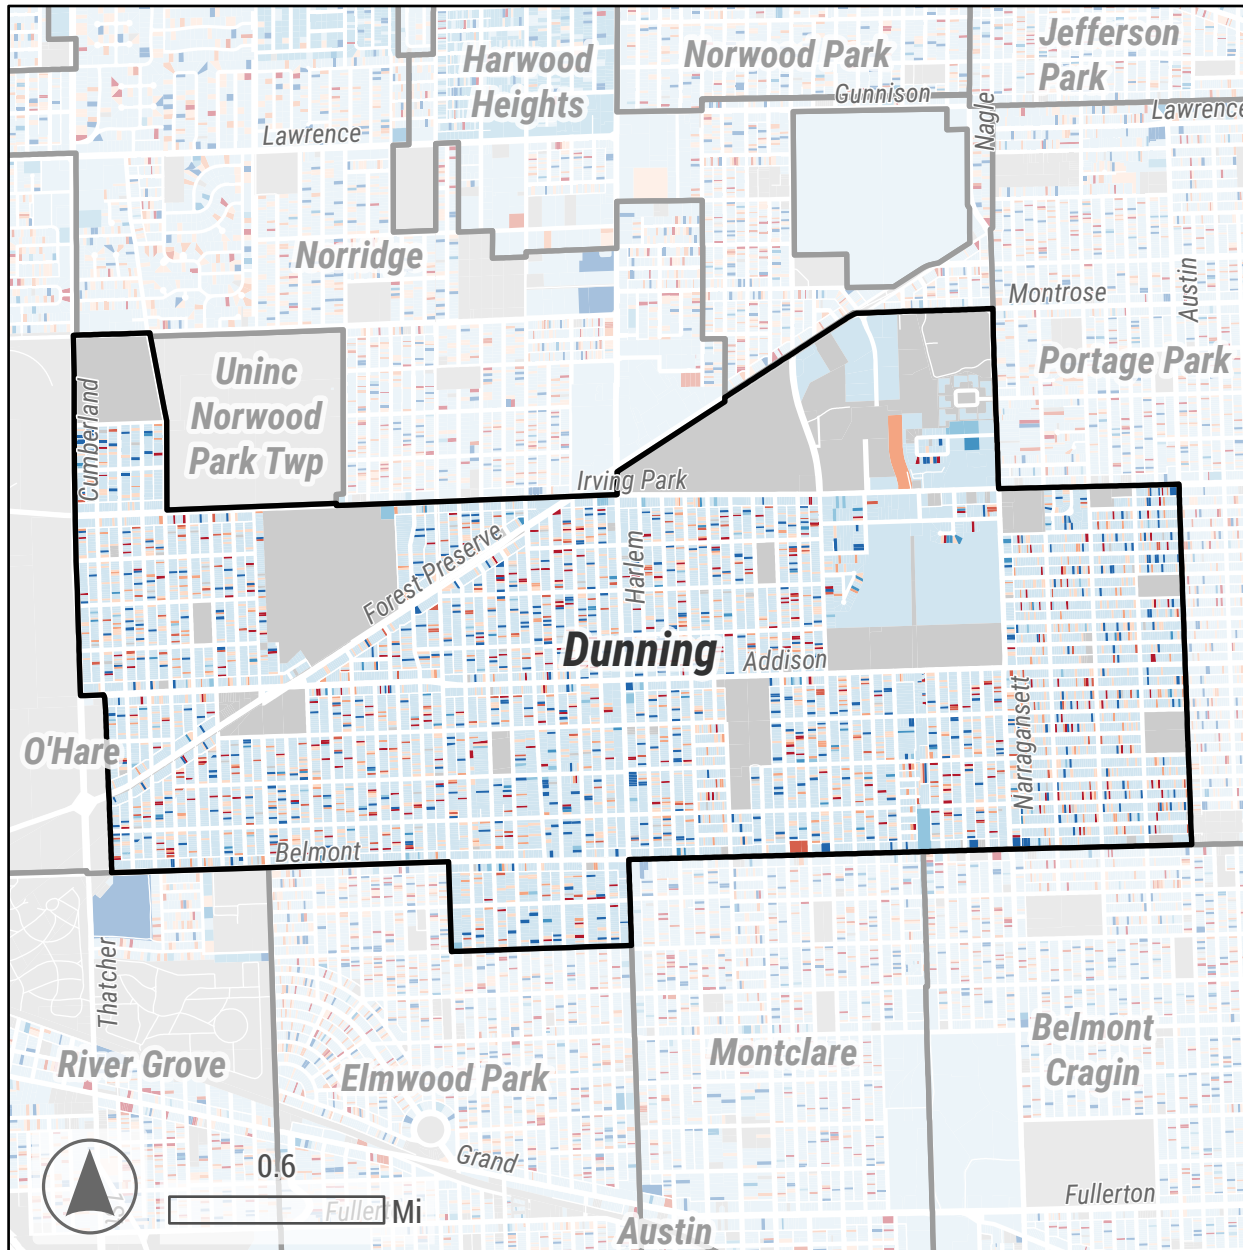 Harwood
Heights
Norwood Park
Jefferson
Park
Gunnison
Nagle
Lawrence
Lawrence
Norridge
Austin
Montrose
Portage Park
Uninc
Norwood
Park Twp
Cumberland
Irving Park
Forest Preserve
Harlem
Dunning
Addison
Narragansett
O'Hare
Belmont
Thatcher
River Grove
Elmwood Park
Montclare
Belmont
Cragin
Grand
0.6
Mi
Fullert
Fullerton
Austin